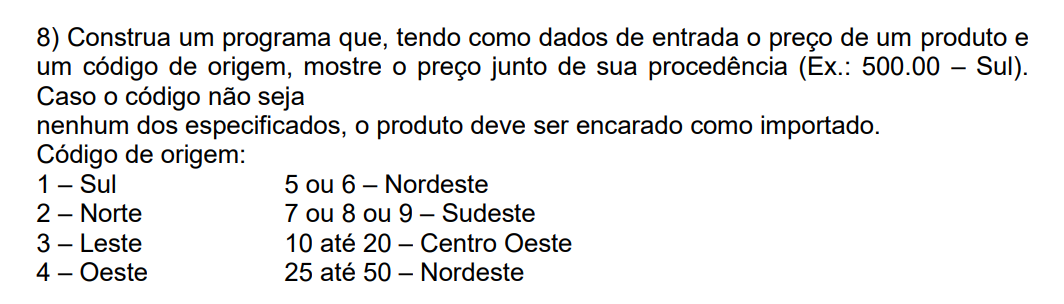 8) Construa um programa que, tendo como dados de entrada o preço de um produto e
um código de origem, mostre o preço junto de sua procedência (Ex.: 500.00 – Sul).
Caso o código não seja
nenhum dos especificados, o produto deve ser encarado como importado.
Código de origem:
1 – Sul 5 ou 6 – Nordeste
2 – Norte 7 ou 8 ou 9 – Sudeste
3 – Leste 10 até 20 – Centro Oeste
4 – Oeste 25 até 50 – Nordeste